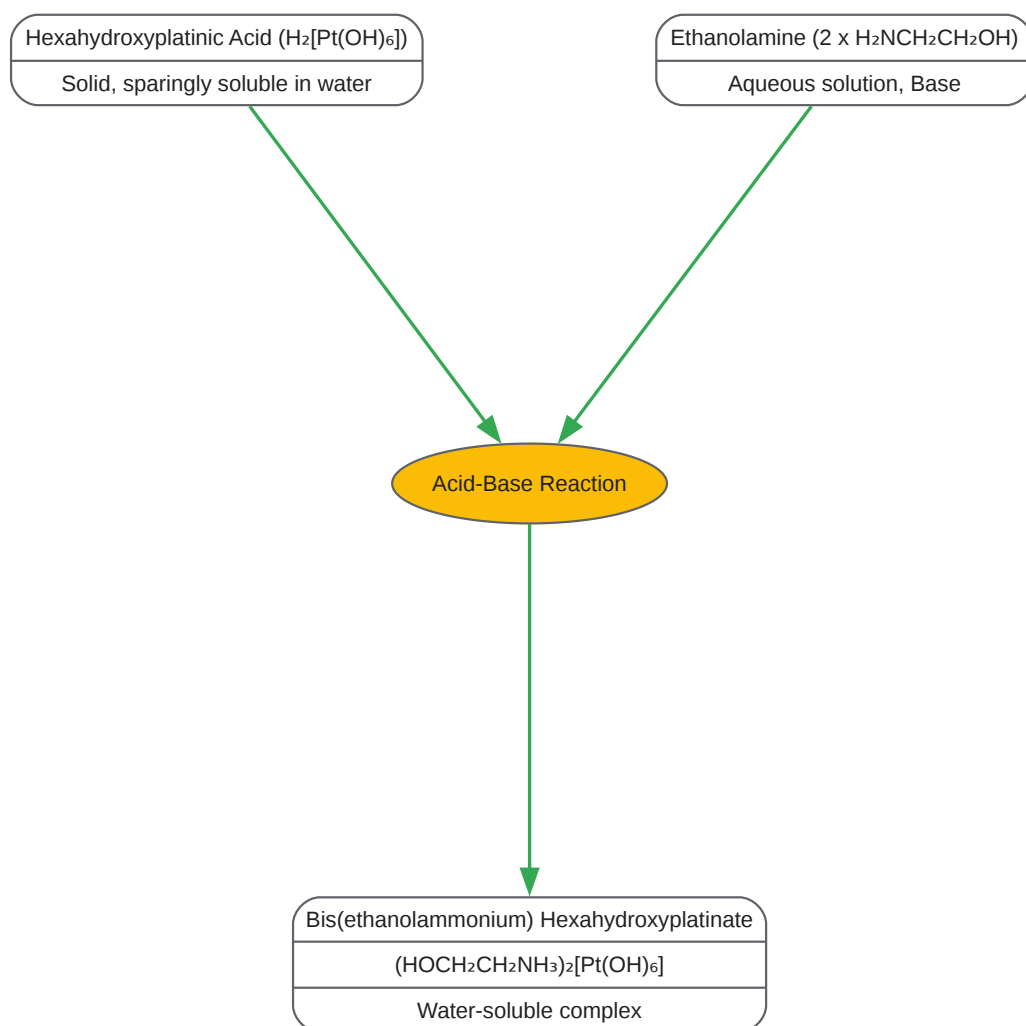 Hexahydroxyplatinic Acid (H₂[Pt(OH)₆])
Solid, sparingly soluble in water
Ethanolamine (2 x H₂NCH₂CH₂OH)
Aqueous solution, Base
Acid-Base Reaction
Bis(ethanolammonium) Hexahydroxyplatinate
(HOCH₂CH₂NH₃)₂[Pt(OH)₆]
Water-soluble complex